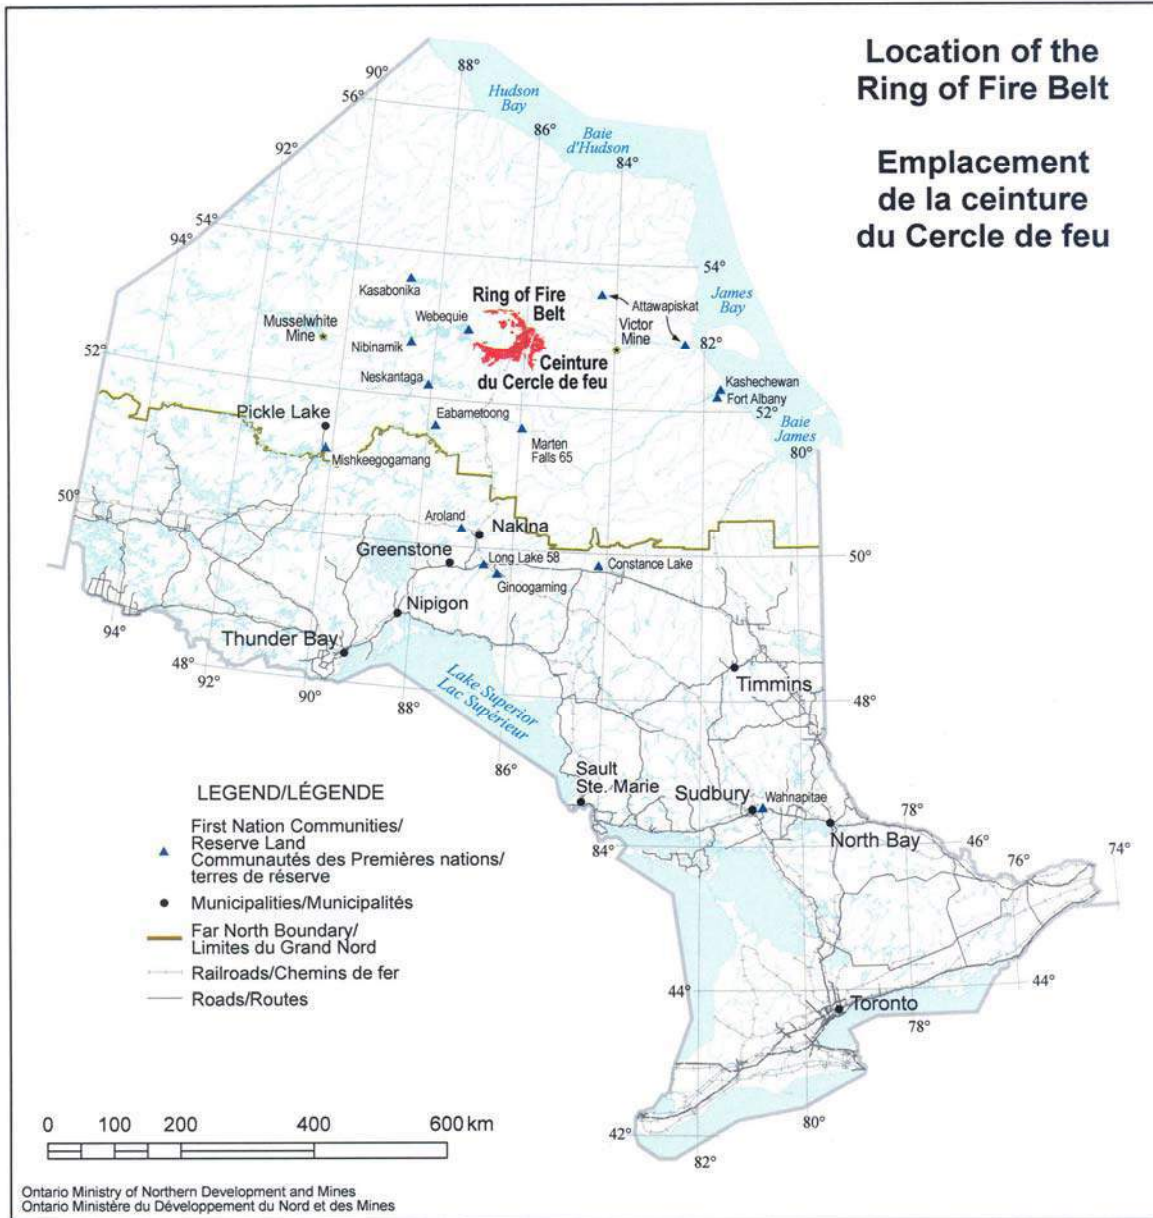 Location of the
Ring of Fire Belt
Emplacement
de la ceinture
du Cercle de feu
90°
88°
56°
Hudson
Bay
86°
Baie
d'Hudson
84°
92°
54°
94°
54°
Kasabonika
Ring of Fire
Belt
Attawapiskat
James
Bay
Musselwhite
Mine
Webequie
Victor
Mine
82°
Nibinamik
52°
Ceinture
du Cercle de feu
Neskantaga
Kashechewan
Fort Albany
52°
Pickle Lake
Eabametoong
Baie
James
Marten
Falls 65
80°
Mishkeegogamang
50°
Aroland
Nakina
Greenstone
Long Lake 58
Constance Lake
50°
Ginoogaming
Nipigon
94°
Thunder Bay
48°
92°
90°
88°
Lake Superior
Lac Supérieur
Timmins
48°
86°
Sault
Ste. Marie
Sudbury
Wahnapitae
78°
North Bay
46°
76°
74°
84°
LEGEND/LÉGENDE
First Nation Communities/
Reserve Land
Communautés des Premières nations/
terres de réserve
Municipalities/Municipalités
Far North Boundary/
Limites du Grand Nord
Railroads/Chemins de fer
Roads/Routes
44°
44°
Toronto
78°
80°
42°
82°
0 100 200 400 600 km
Ontario Ministry of Northern Development and Mines
Ontario Ministère du Développement du Nord et des Mines